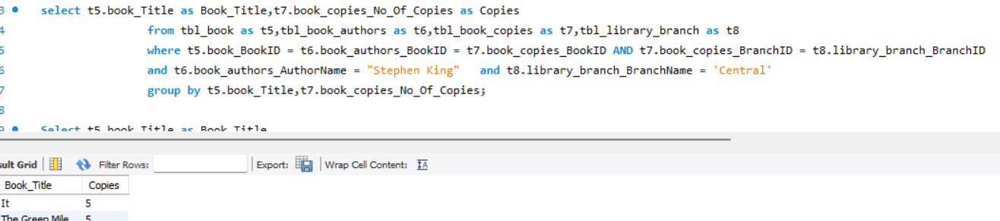 3 select t5.book_Title as Book_Title,t7.book_copies_No_Of_Copies as Copies
4 from tbl_book as t5,tbl_book_authors as t6,tbl_book_copies as t7,tbl_library_branch as t8
5 where t5.book_BookID = t6.book_authors_BookID = t7.book_copies_BookID AND t7.book_copies_BranchID = t8.library_branch_BranchID
6 and t6.book_authors_AuthorName = "Stephen King" and t8.library_branch_BranchName = 'Central'
7 group by t5.book_Title,t7.book_copies_No_Of_Copies;
8
9 Select t5.book_Title as Book_Title
sult Grid Filter Rows: Export: Wrap Cell Content: IA
Book_Title Copies
It 5
The Green Mile 5